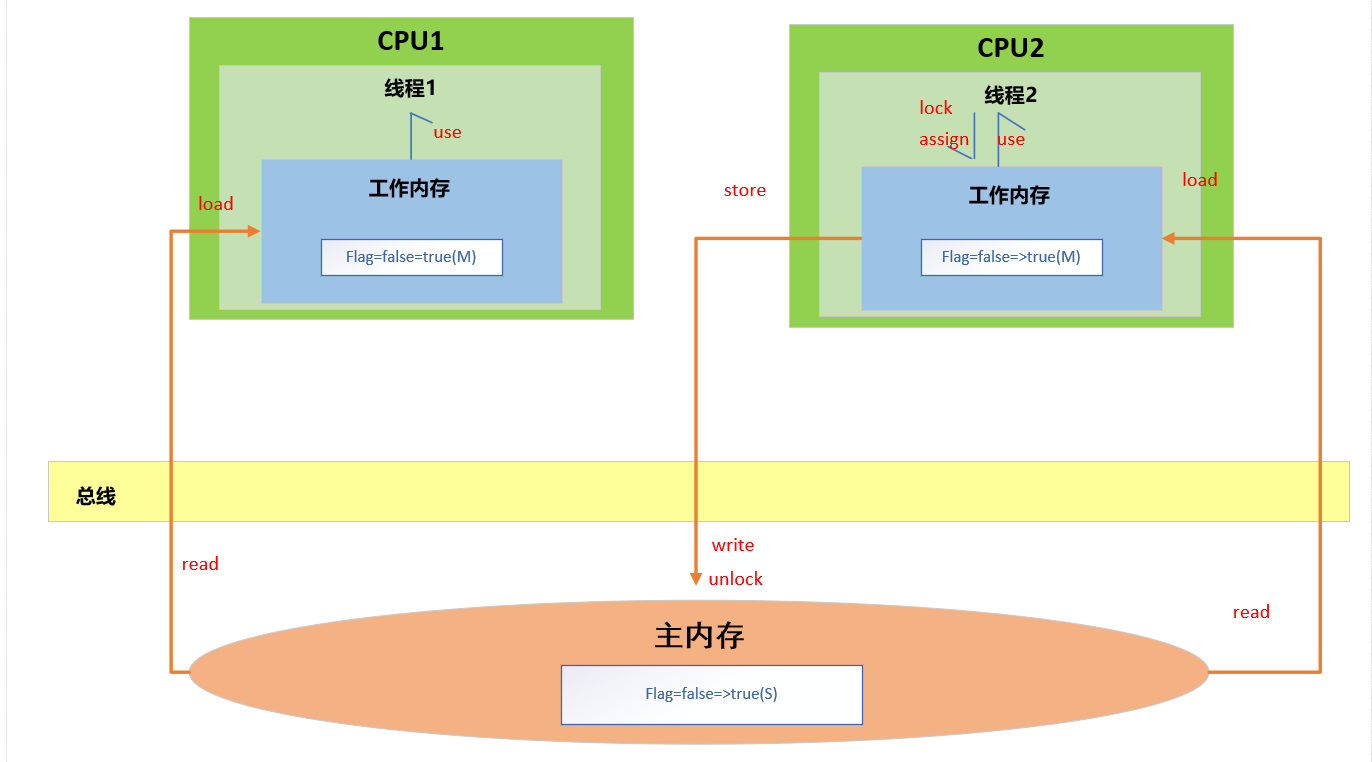 CPU1
线程1
use
load
工作内存
Flag=false=true(M)
CPU2
线程2
lock
assign
use
store
load
工作内存
Flag=false=>true(M)
总线
read
write
unlock
read
主内存
Flag=false=>true(S)